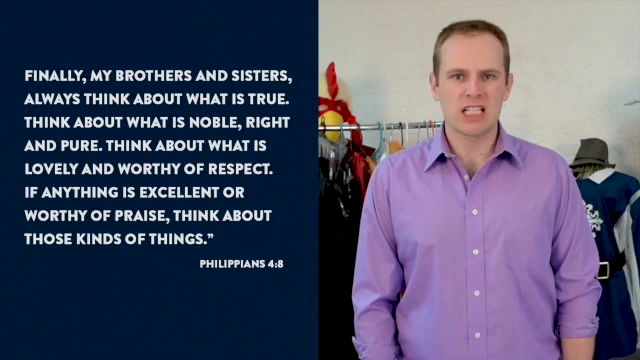 FINALLY, MY BROTHERS AND SISTERS,
ALWAYS THINK ABOUT WHAT IS TRUE.
THINK ABOUT WHAT IS NOBLE, RIGHT
AND PURE. THINK ABOUT WHAT IS
LOVELY AND WORTHY OF RESPECT.
IF ANYTHING IS EXCELLENT OR
WORTHY OF PRAISE, THINK ABOUT
THOSE KINDS OF THINGS.”
PHILIPPIANS 4:8